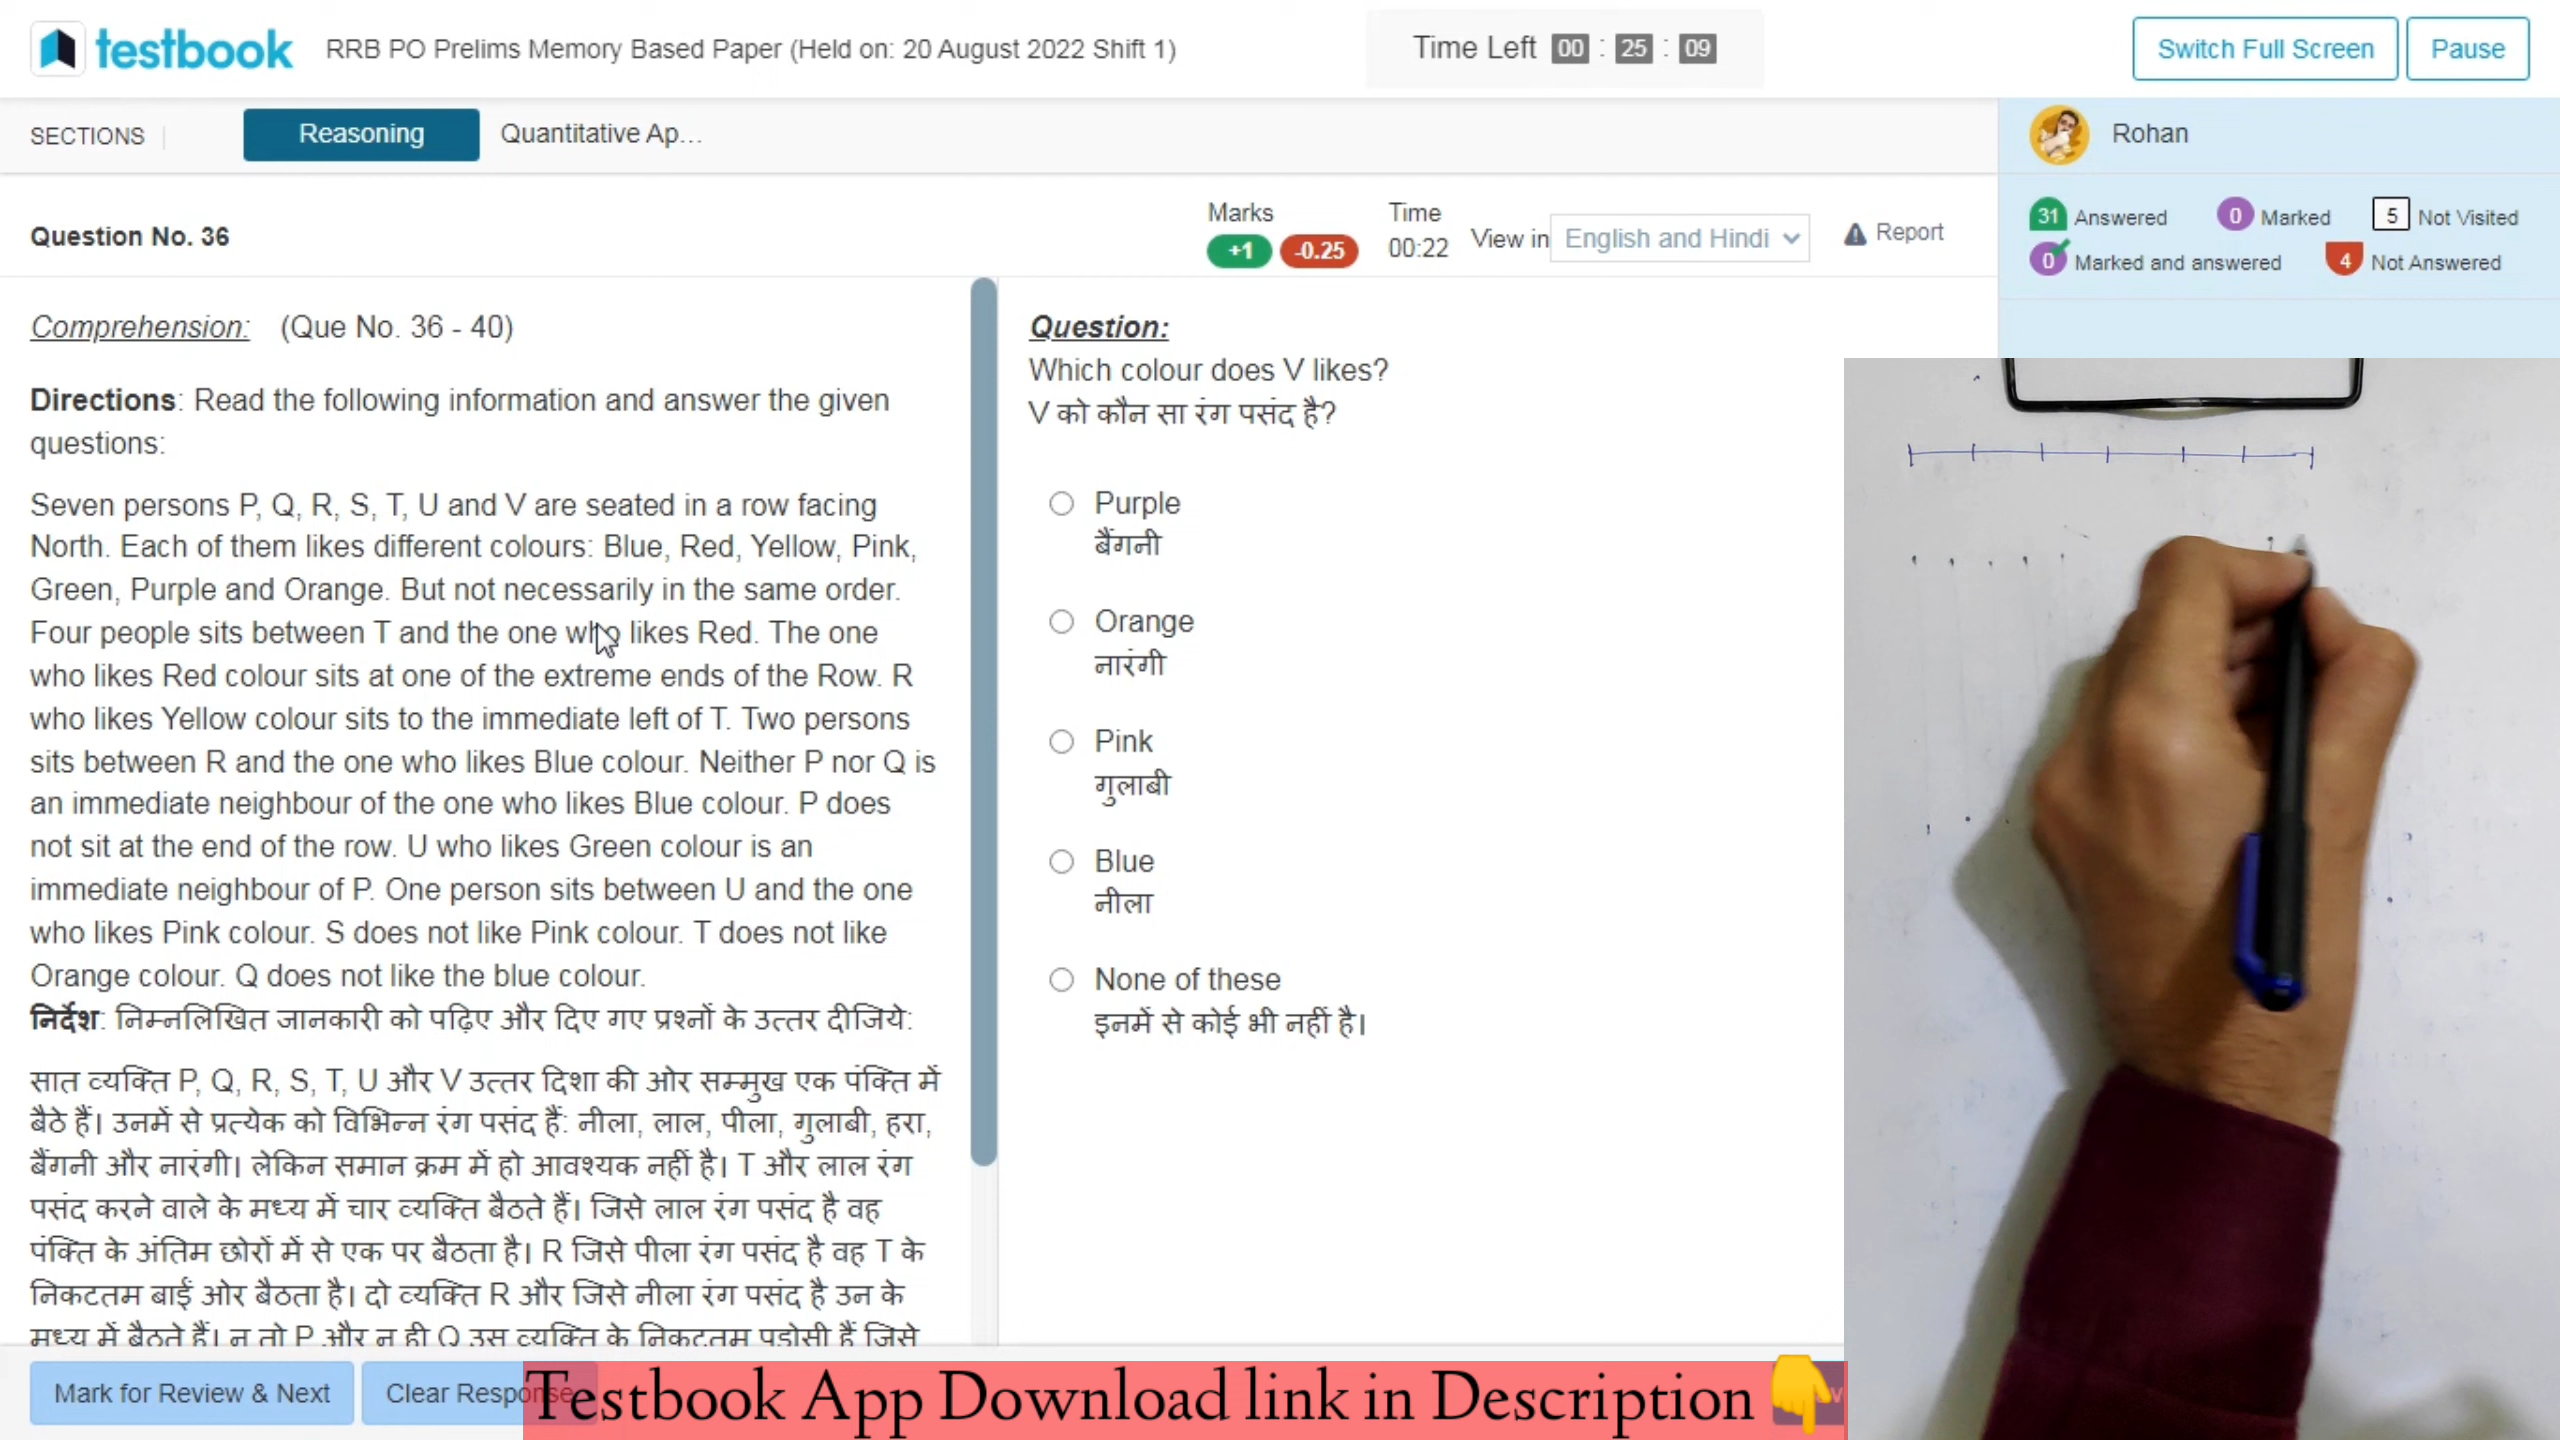 testbook RRB PO Prelims Memory Based Paper (Held on: 20 August 2022 Shift 1) Time Left 00 : 25 : 09 Switch Full Screen Pause
SECTIONS Reasoning Quantitative Ap... Rohan
31 Answered 0 Marked 5 Not Visited
0 Marked and answered 4 Not Answered
Question No. 36 Marks +1 -0.25 Time 00:22 View in English and Hindi Report
Comprehension: (Que No. 36 - 40)
Directions: Read the following information and answer the given
questions:
Seven persons P, Q, R, S, T, U and V are seated in a row facing
North. Each of them likes different colours: Blue, Red, Yellow, Pink,
Green, Purple and Orange. But not necessarily in the same order.
Four people sits between T and the one who likes Red. The one
who likes Red colour sits at one of the extreme ends of the Row. R
who likes Yellow colour sits to the immediate left of T. Two persons
sits between R and the one who likes Blue colour. Neither P nor Q is
an immediate neighbour of the one who likes Blue colour. P does
not sit at the end of the row. U who likes Green colour is an
immediate neighbour of P. One person sits between U and the one
who likes Pink colour. S does not like Pink colour. T does not like
Orange colour. Q does not like the blue colour.
निर्देश: निम्नलिखित जानकारी को पढ़िए और दिए गए प्रश्नों के उत्तर दीजिये:
सात व्यक्ति P, Q, R, S, T, U और V उत्तर दिशा की ओर सम्मुख एक पंक्ति में
बैठे हैं। उनमें से प्रत्येक को विभिन्न रंग पसंद हैं: नीला, लाल, पीला, गुलाबी, हरा,
बैंगनी और नारंगी। लेकिन समान क्रम में हो आवश्यक नहीं है। T और लाल रंग
पसंद करने वाले के मध्य में चार व्यक्ति बैठते हैं। जिसे लाल रंग पसंद है वह
पंक्ति के अंतिम छोरों में से एक पर बैठता है। R जिसे पीला रंग पसंद है वह T के
निकटतम बाईं ओर बैठता है। दो व्यक्ति R और जिसे नीला रंग पसंद है उन के
मध्य में बैठते हैं। न तो P और न ही Q उस व्यक्ति के निकटतम पड़ोसी हैं जिसे
Question:
Which colour does V likes?
V को कौन सा रंग पसंद है?
Purple
बैंगनी
Orange
नारंगी
Pink
गुलाबी
Blue
नीला
None of these
इनमें से कोई भी नहीं है।
Mark for Review & Next Clear Response
Testbook App Download link in Description